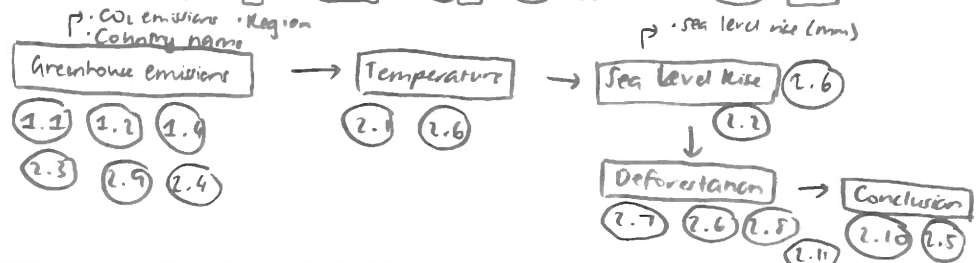 • CO2 emissions • Region
• Country name
• sea level rise (mm)
Greenhouse emissions
Temperature
Sea Level Rise
2.6
1.1 1.2 1.9
2.1 2.6
2.2
2.3 2.9 2.4
Deforestation
Conclusion
2.7 2.6 2.8
2.10 2.5
2.11